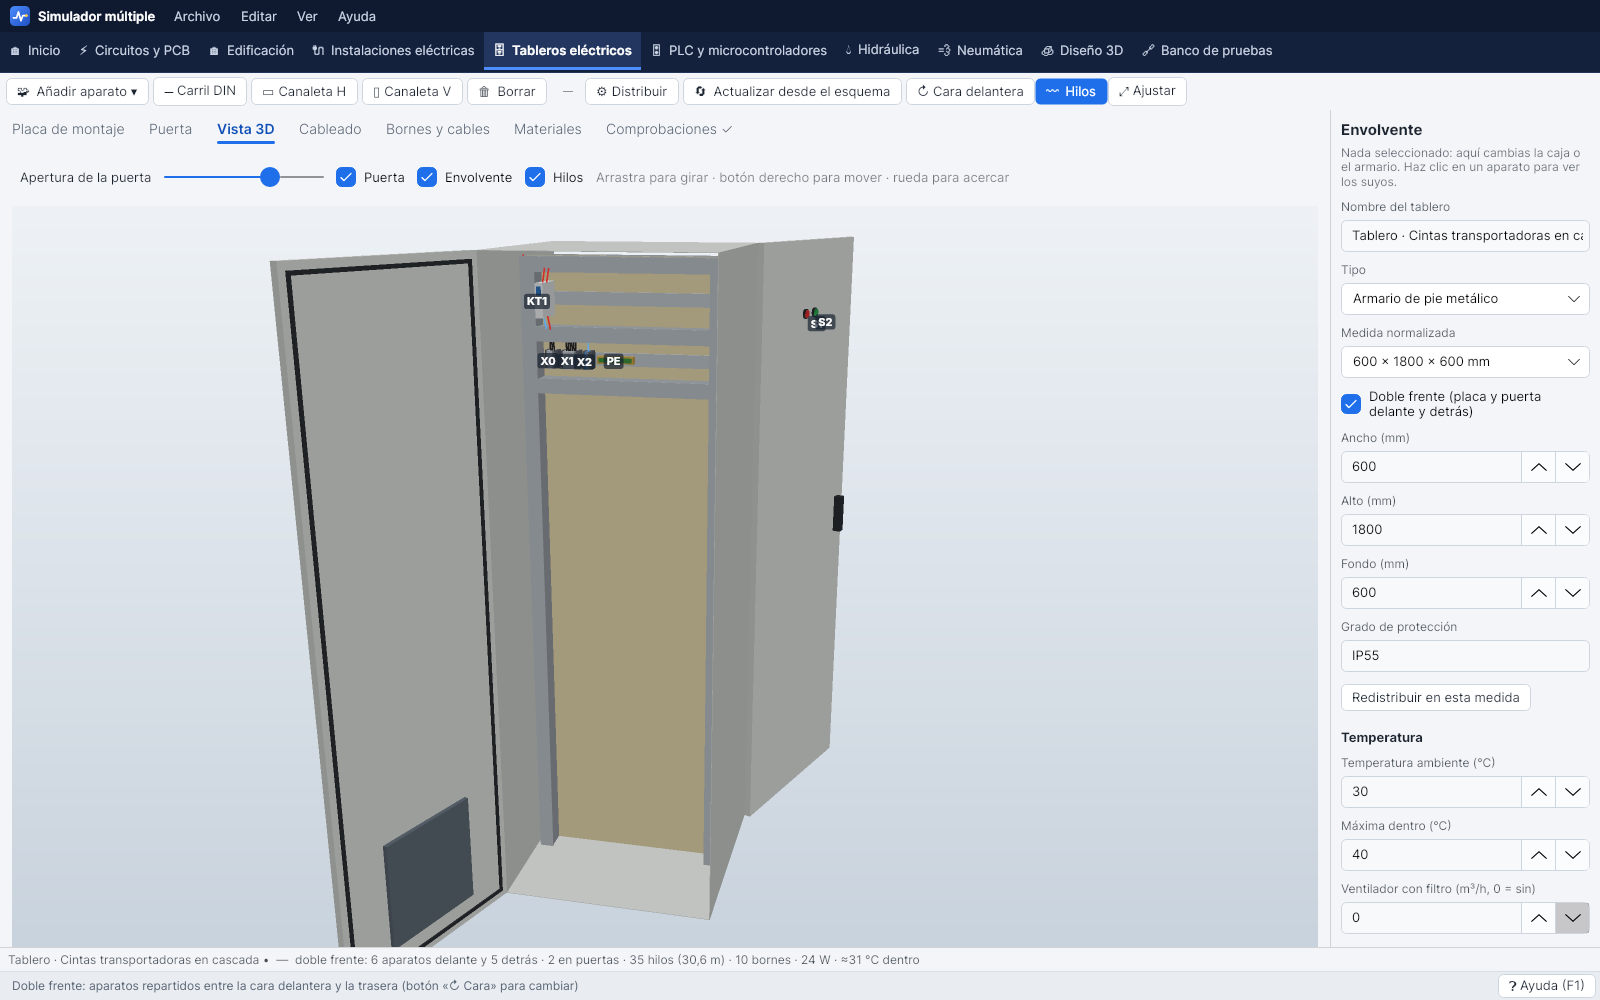 Simulador múltiple Archivo Editar Ver Ayuda
Inicio Circuitos y PCB Edificación Instalaciones eléctricas Tableros eléctricos PLC y microcontroladores Hidráulica Neumática Diseño 3D Banco de pruebas
Añadir aparato ▾ Carril DIN Canaleta H Canaleta V Borrar Distribuir Actualizar desde el esquema Cara delantera Hilos Ajustar
Placa de montaje Puerta Vista 3D Cableado Bornes y cables Materiales Comprobaciones ✓
Apertura de la puerta Puerta Envolvente Hilos Arrastra para girar · botón derecho para mover · rueda para acercar
KT1
S2
X0 X1 X2 PE
Envolvente
Nada seleccionado: aquí cambias la caja o
el armario. Haz clic en un aparato para ver
los suyos.
Nombre del tablero
Tablero · Cintas transportadoras en ca
Tipo
Armario de pie metálico
Medida normalizada
600 × 1800 × 600 mm
Doble frente (placa y puerta
delante y detrás)
Ancho (mm)
600
Alto (mm)
1800
Fondo (mm)
600
Grado de protección
IP55
Redistribuir en esta medida
Temperatura
Temperatura ambiente (°C)
30
Máxima dentro (°C)
40
Ventilador con filtro (m³/h, 0 = sin)
0
Tablero · Cintas transportadoras en cascada • — doble frente: 6 aparatos delante y 5 detrás · 2 en puertas · 35 hilos (30,6 m) · 10 bornes · 24 W · ≈31 °C dentro
Doble frente: aparatos repartidos entre la cara delantera y la trasera (botón «↻ Cara» para cambiar)
? Ayuda (F1)